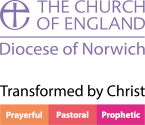 THE CHURCH
OF ENGLAND
Diocese of Norwich
Transformed by Christ
Prayerful Pastoral Prophetic